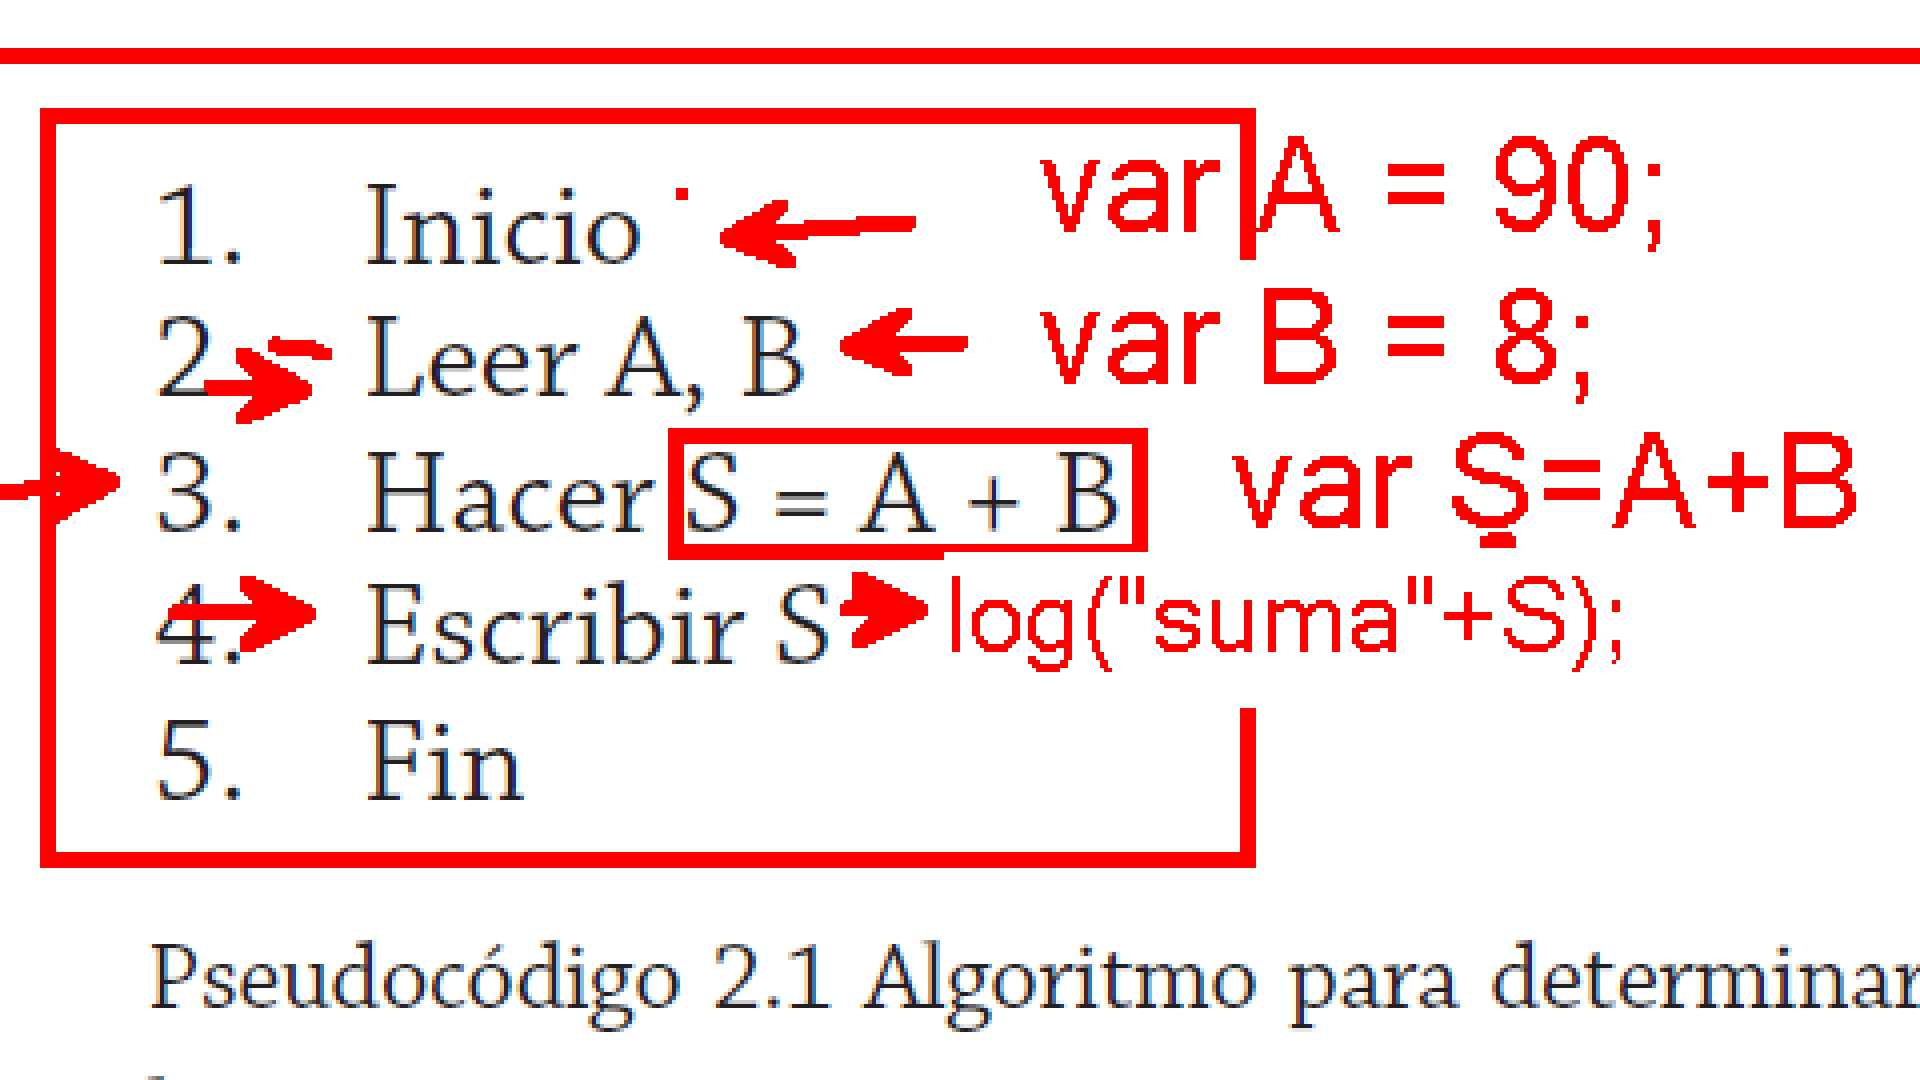 1. Inicio var A = 90;
2. Leer A, B var B = 8;
3. Hacer S = A + B var S=A+B
4. Escribir S log("suma"+S);
5. Fin
Pseudocódigo 2.1 Algoritmo para determinar